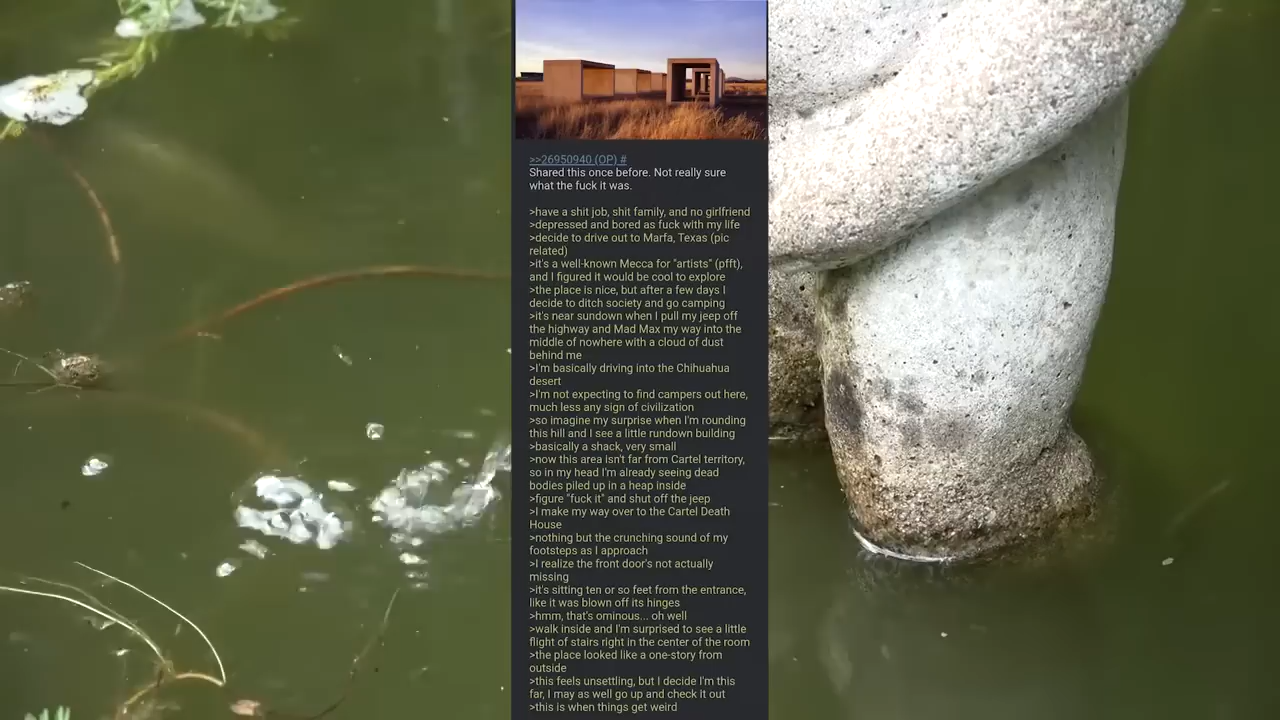 >>26950940 (OP) #
Shared this once before. Not really sure
what the fuck it was.
>have a shit job, shit family, and no girlfriend
>depressed and bored as fuck with my life
>decide to drive out to Marfa, Texas (pic
related)
>it's a well-known Mecca for "artists" (pfft),
and I figured it would be cool to explore
>the place is nice, but after a few days I
decide to ditch society and go camping
>it's near sundown when I pull my jeep off
the highway and Mad Max my way into the
middle of nowhere with a cloud of dust
behind me
>I'm basically driving into the Chihuahua
desert
>I'm not expecting to find campers out here,
much less any sign of civilization
>so imagine my surprise when I'm rounding
this hill and I see a little rundown building
>basically a shack, very small
>now this area isn't far from Cartel territory,
so in my head I'm already seeing dead
bodies piled up in a heap inside
>figure "fuck it" and shut off the jeep
>I make my way over to the Cartel Death
House
>nothing but the crunching sound of my
footsteps as I approach
>I realize the front door's not actually
missing
>it's sitting ten or so feet from the entrance,
like it was blown off its hinges
>hmm, that's ominous... oh well
>walk inside and I'm surprised to see a little
flight of stairs right in the center of the room
>the place looked like a one-story from
outside
>this feels unsettling, but I decide I'm this
far, I may as well go up and check it out
>this is when things get weird